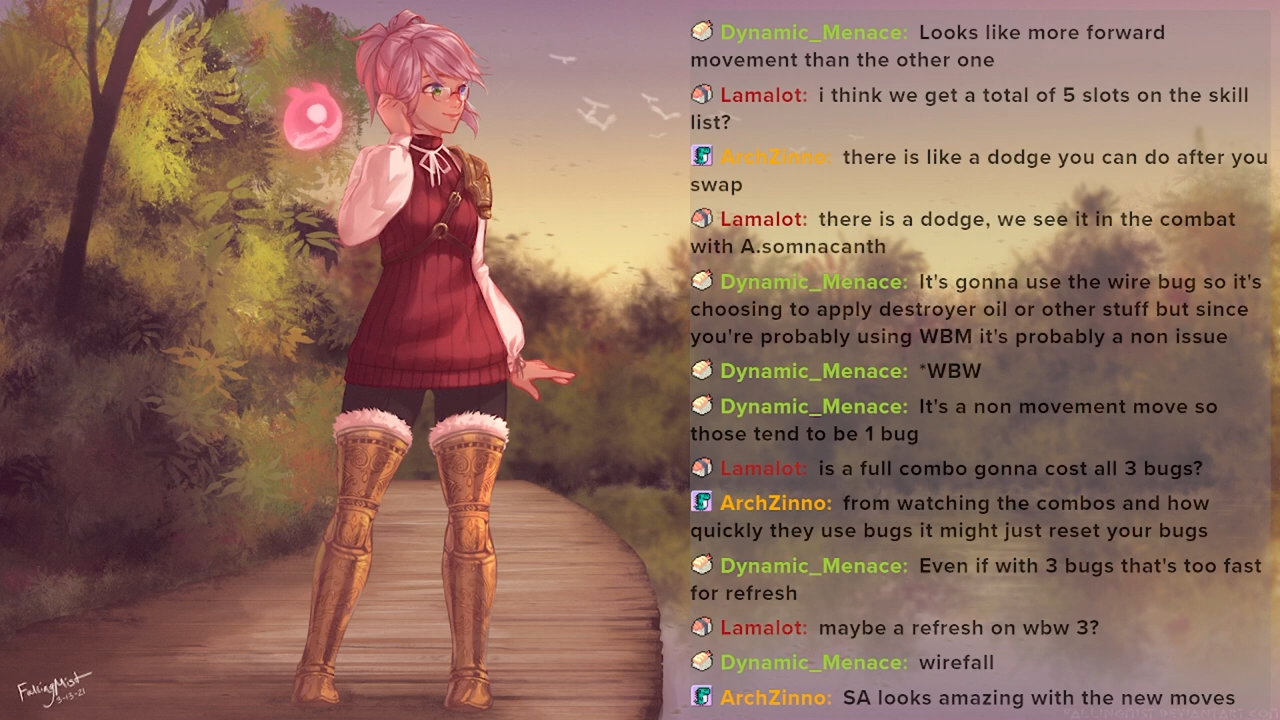 Dynamic_Menace: Looks like more forward
movement than the other one
Lamalot: i think we get a total of 5 slots on the skill
list?
ArchZinno: there is like a dodge you can do after you
swap
Lamalot: there is a dodge, we see it in the combat
with A.somnacanth
Dynamic_Menace: It's gonna use the wire bug so it's
choosing to apply destroyer oil or other stuff but since
you're probably using WBM it's probably a non issue
Dynamic_Menace: *WBW
Dynamic_Menace: It's a non movement move so
those tend to be 1 bug
Lamalot: is a full combo gonna cost all 3 bugs?
ArchZinno: from watching the combos and how
quickly they use bugs it might just reset your bugs
Dynamic_Menace: Even if with 3 bugs that's too fast
for refresh
Lamalot: maybe a refresh on wbw 3?
Dynamic_Menace: wirefall
ArchZinno: SA looks amazing with the new moves
FallingMist
3-13-21